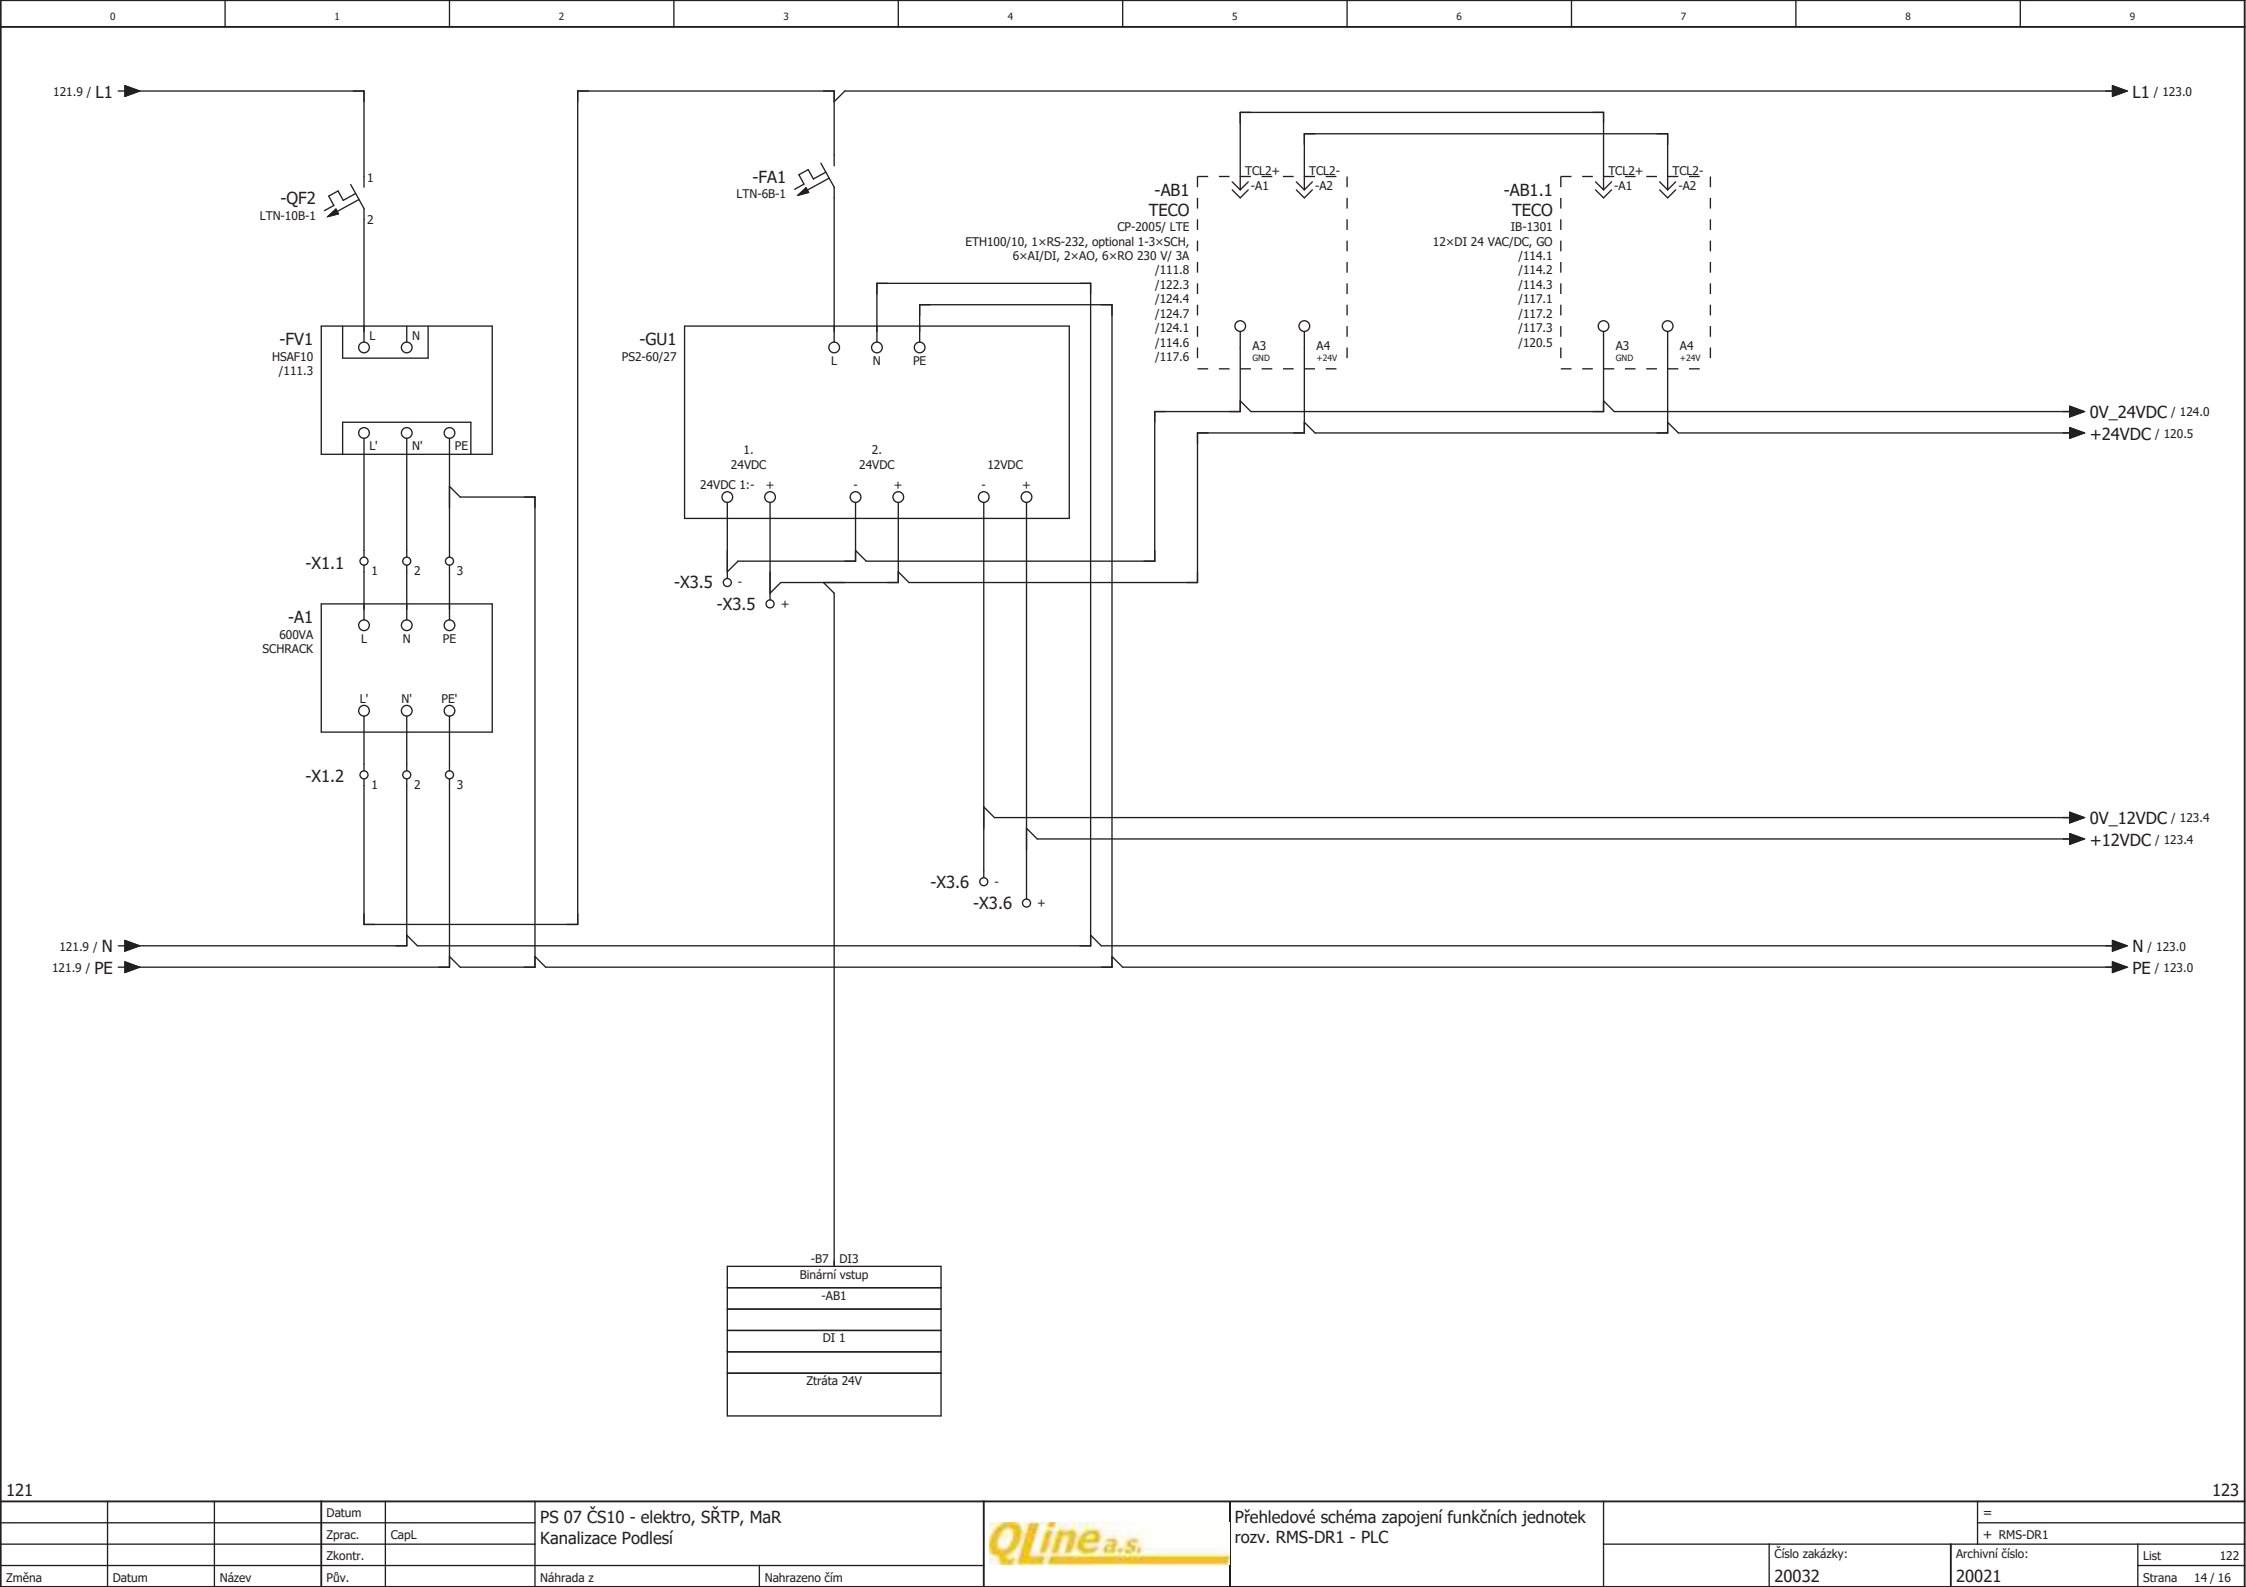 0 1 2 3 4 5 6 7 8 9
121.9 / L1
L1 / 123.0
-QF2
LTN-10B-1
1
2
-FA1
LTN-6B-1
TCL2+
-A1
TCL2-
-A2
-AB1
TECO
CP-2005/ LTE
ETH100/10, 1×RS-232, optional 1-3×SCH,
6×AI/DI, 2×AO, 6×RO 230 V/ 3A
/111.8
/122.3
/124.4
/124.7
/124.1
/114.6
/117.6
A3
GND
A4
+24V
TCL2+
-A1
TCL2-
-A2
-AB1.1
TECO
IB-1301
12×DI 24 VAC/DC, GO
/114.1
/114.2
/114.3
/117.1
/117.2
/117.3
/120.5
A3
GND
A4
+24V
-FV1
HSAF10
/111.3
L
N
L'
N'
PE
-GU1
PS2-60/27
L
N
PE
1.
24VDC
2.
24VDC
12VDC
24VDC 1:- +
- +
- +
0V_24VDC / 124.0
+24VDC / 120.5
-X1.1
1
2
3
-X3.5 -
-X3.5 +
-A1
600VA
SCHRACK
L
N
PE
L'
N'
PE'
-X1.2
1
2
3
0V_12VDC / 123.4
+12VDC / 123.4
-X3.6 -
-X3.6 +
121.9 / N
121.9 / PE
N / 123.0
PE / 123.0
-B7 DI3
Binární vstup
-AB1
DI 1
Ztráta 24V
121
123
Datum
Zprac. CapL
Zkontr.
Změna Datum Název Pův.
PS 07 ČS10 - elektro, SŘTP, MaR
Kanalizace Podlesí
Náhrada z
Nahrazeno čím
QLine a.s.
Přehledové schéma zapojení funkčních jednotek
rozv. RMS-DR1 - PLC
=
+ RMS-DR1
Číslo zakázky:
20032
Archivní číslo:
20021
List 122
Strana 14 / 16